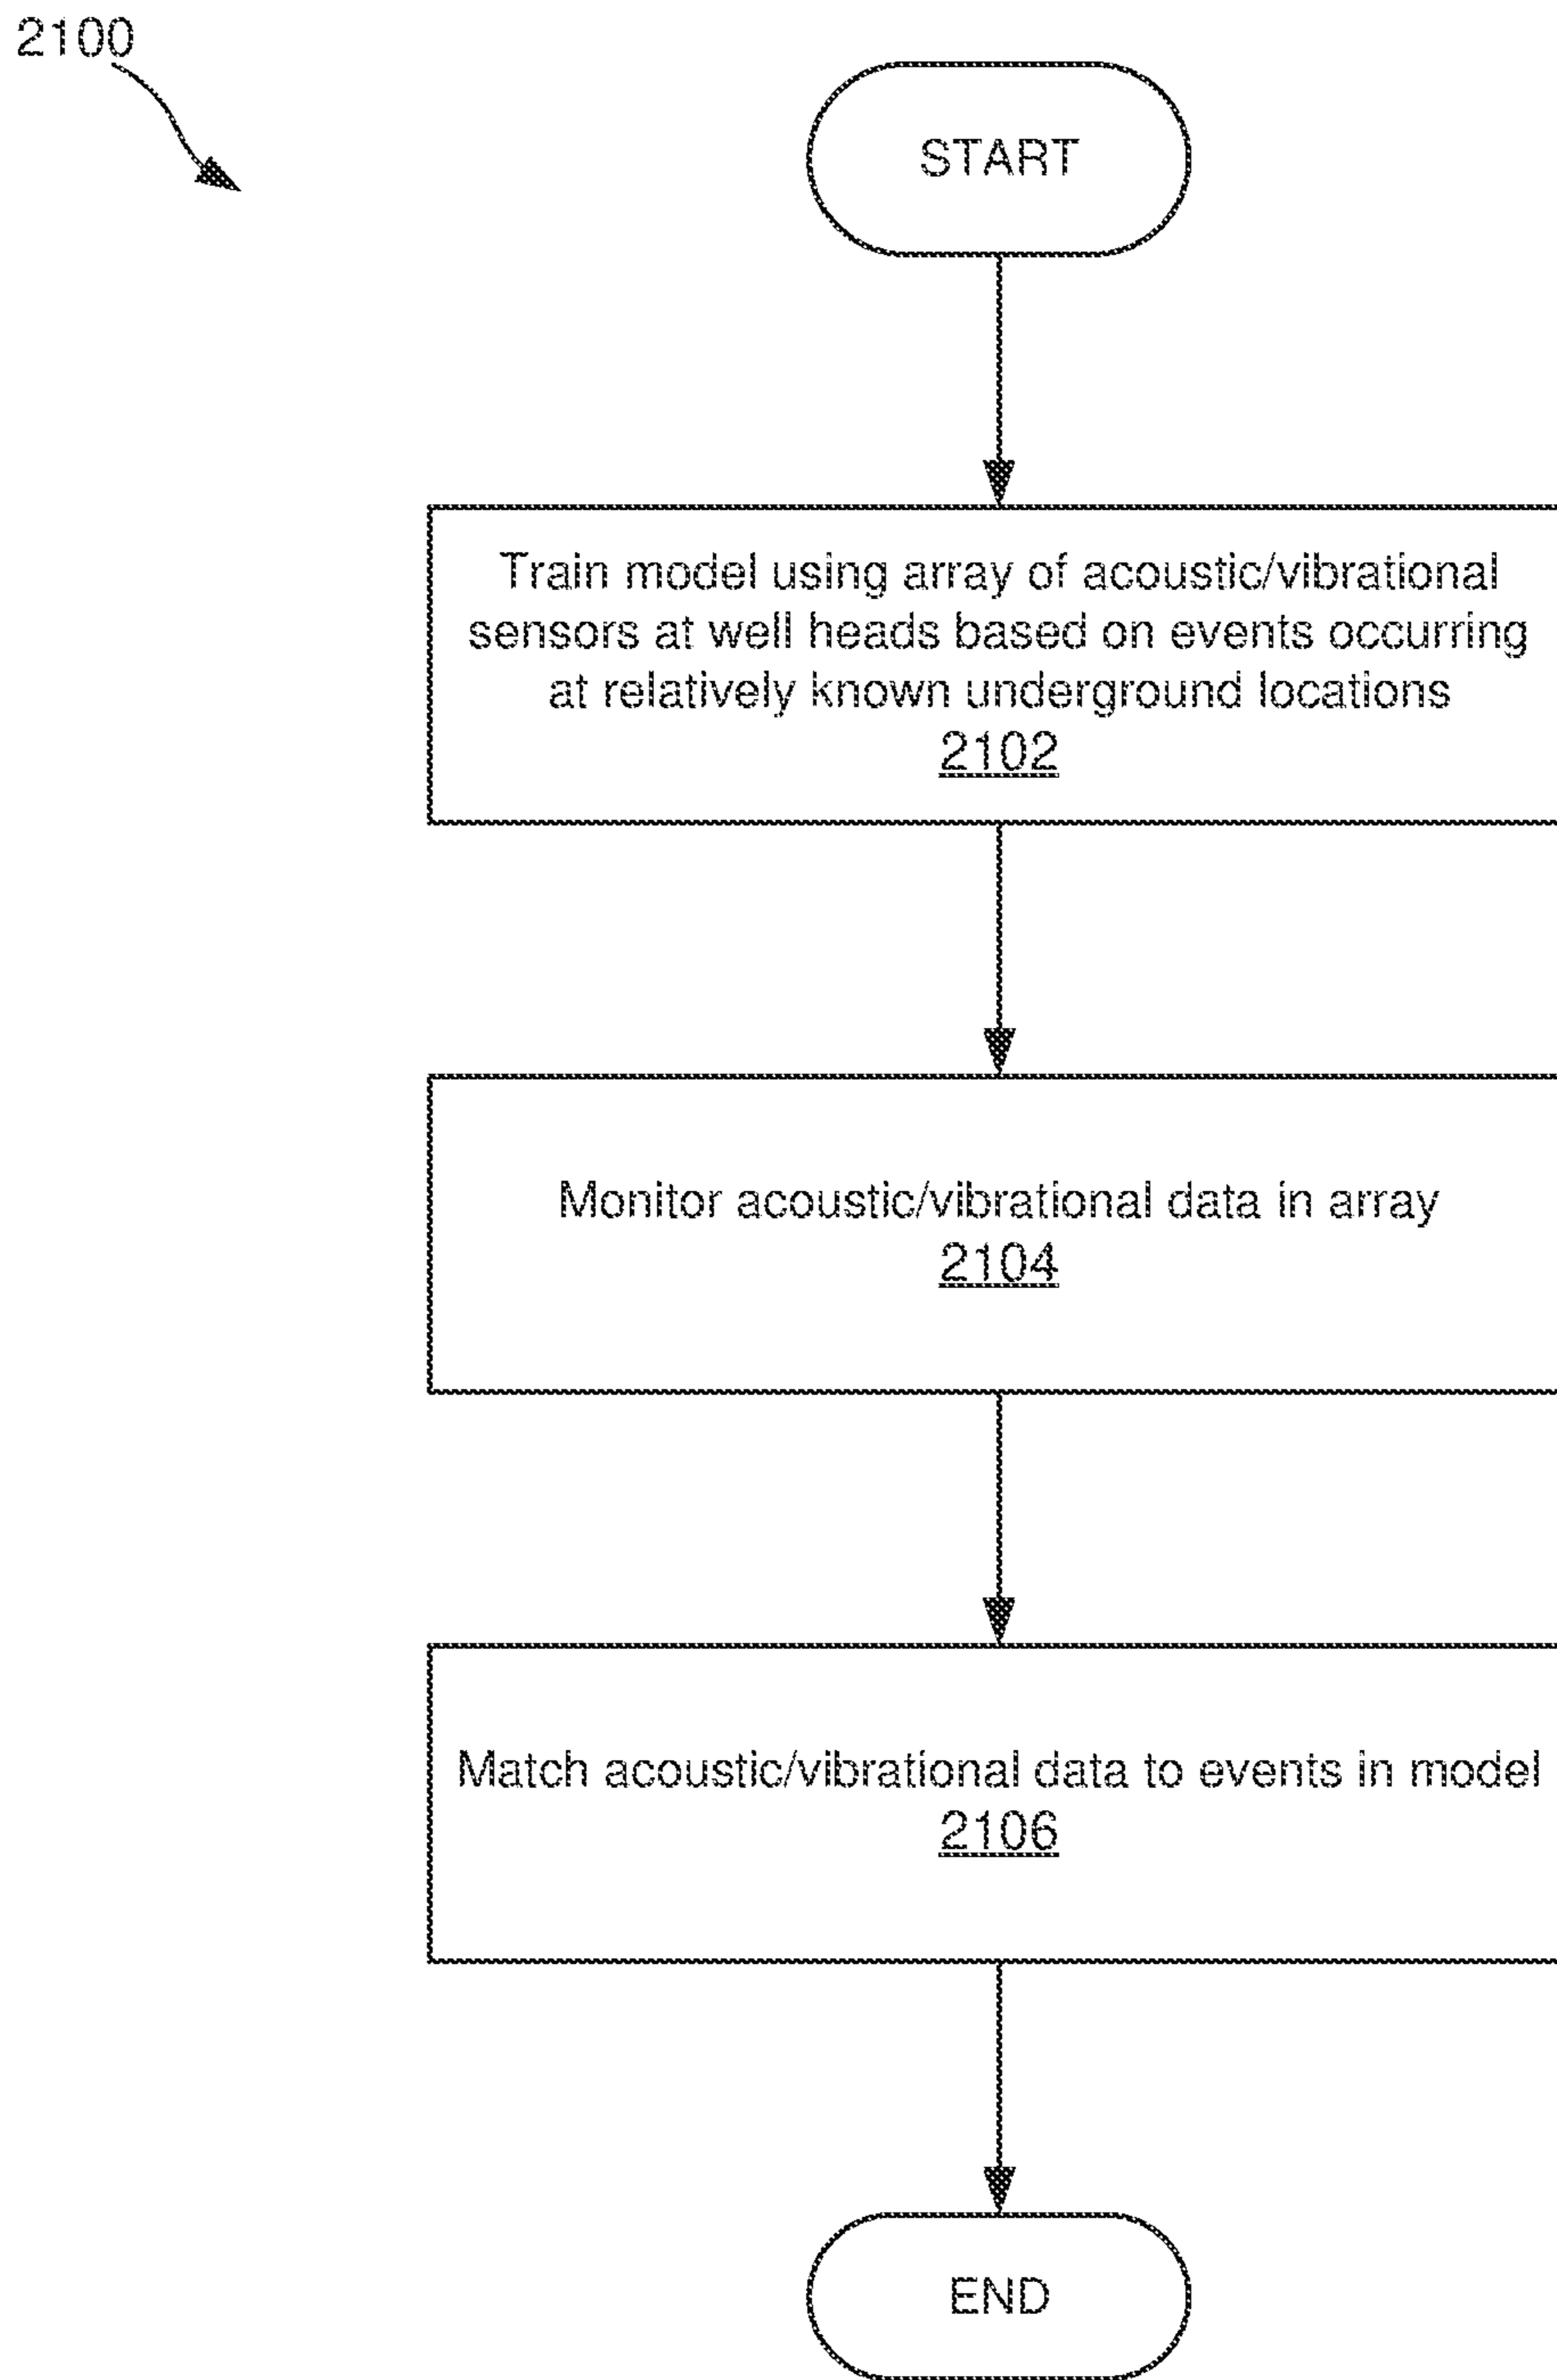 2100
START
Train model using array of acoustic/vibrational
sensors at well heads based on events occurring
at relatively known underground locations
2102
Monitor acoustic/vibrational data in array
2104
Match acoustic/vibrational data to events in model
2106
END